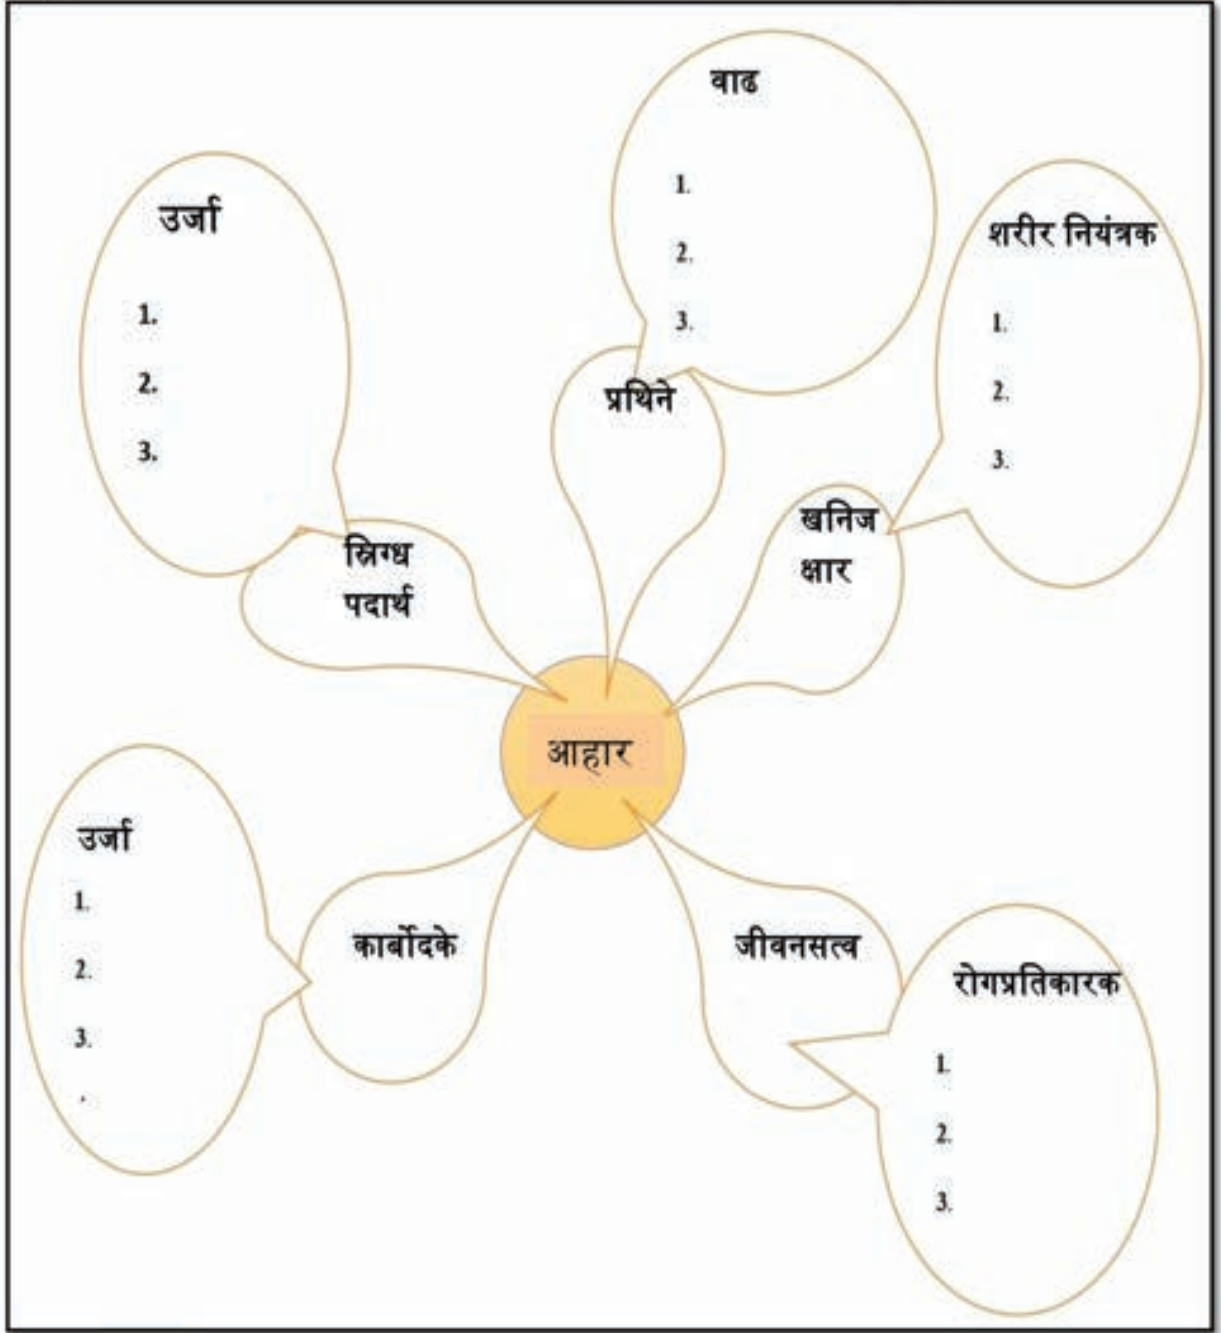 वाढ
1.
2.
3.
उर्जा
1.
2.
3.
शरीर नियंत्रक
1.
2.
3.
प्रथिने
खनिज
क्षार
स्निग्ध
पदार्थ
आहार
उर्जा
1.
2.
3.
.
कार्बोदके
जीवनसत्व
रोगप्रतिकारक
1.
2.
3.